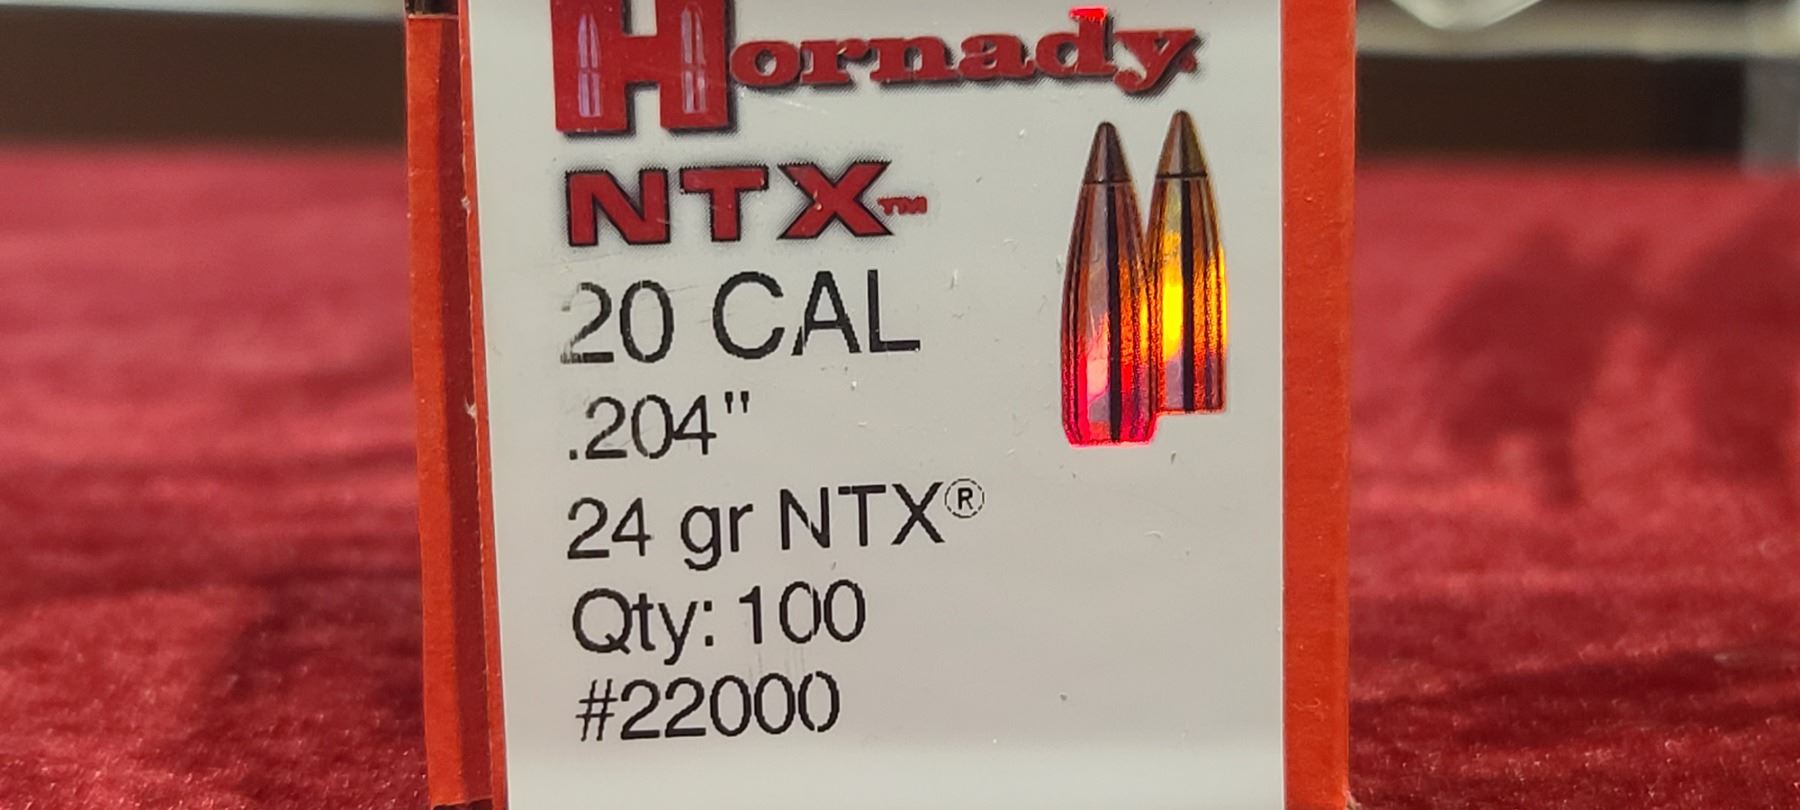 Hornady
NTX™
20 CAL
.204"
24 gr NTX®
Qty: 100
#22000